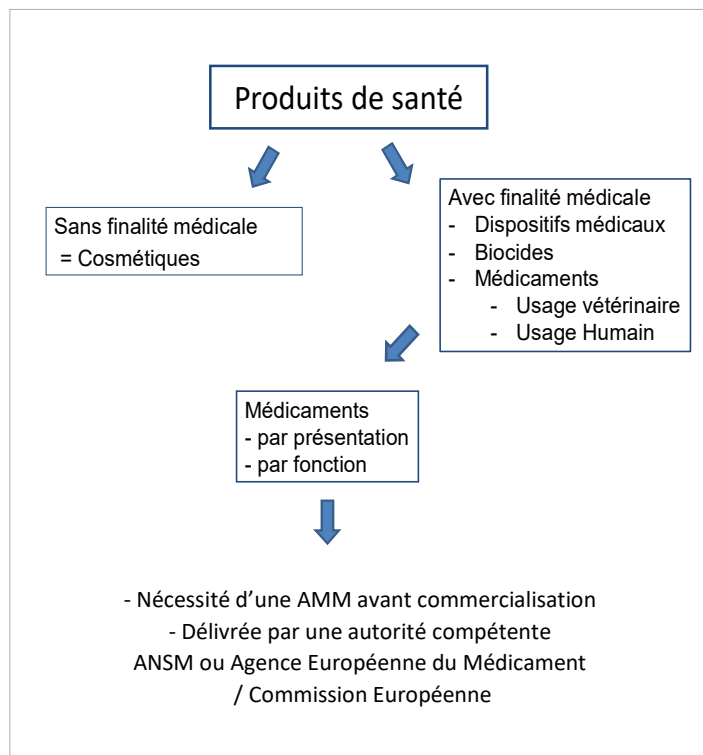 Produits de santé
Sans finalité médicale
= Cosmétiques
Avec finalité médicale
- Dispositifs médicaux
- Biocides
- Médicaments
- Usage vétérinaire
- Usage Humain
Médicaments
- par présentation
- par fonction
- Nécessité d’une AMM avant commercialisation
- Délivrée par une autorité compétente
ANSM ou Agence Européenne du Médicament
/ Commission Européenne